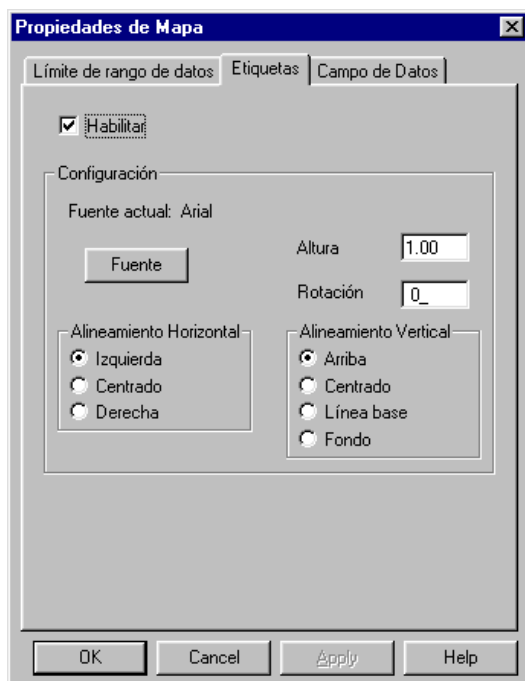 Propiedades de Mapa
Límite de rango de datos Etiquetas Campo de Datos
Habilitar
Configuración
Fuente actual: Arial
Fuente
Altura 1.00
Rotación 0_
Alineamiento Horizontal
Izquierda
Centrado
Derecha
Alineamiento Vertical
Arriba
Centrado
Línea base
Fondo
OK Cancel Apply Help